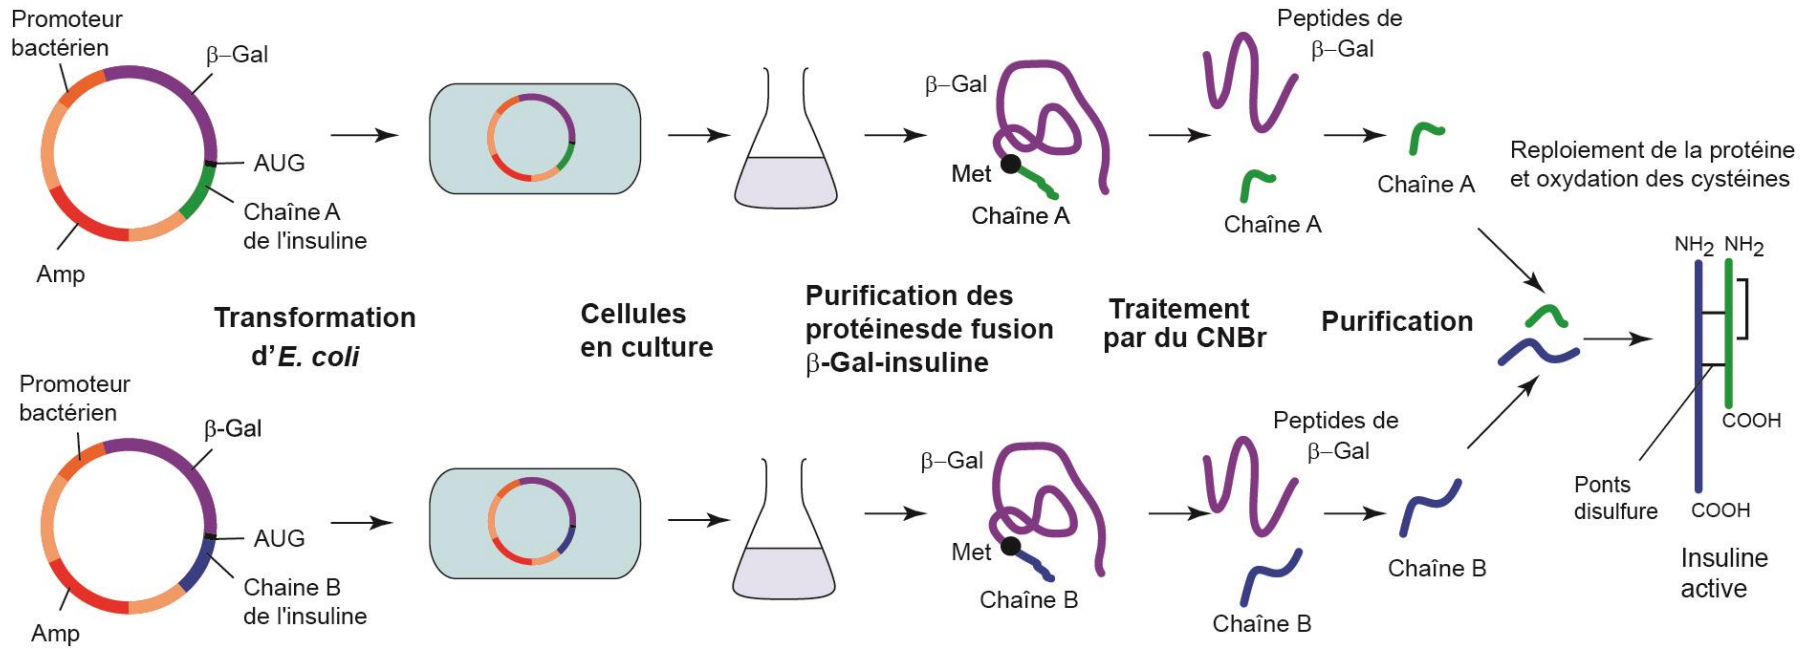 Promoteur
bactérien
β–Gal
AUG
Chaîne A
de l'insuline
Amp
β–Gal
Met
Chaîne A
Peptides de
β–Gal
Chaîne A
Chaîne A
Reploiement de la protéine
et oxydation des cystéines
Transformation
d'E. coli
Cellules
en culture
Purification des
protéinesde fusion
β-Gal-insuline
Traitement
par du CNBr
Purification
NH2 NH2
COOH
COOH
Ponts
disulfure
Insuline
active
Promoteur
bactérien
β-Gal
AUG
Chaine B
de l'insuline
Amp
β–Gal
Met
Chaîne B
Peptides de
β–Gal
Chaîne B
Chaîne B